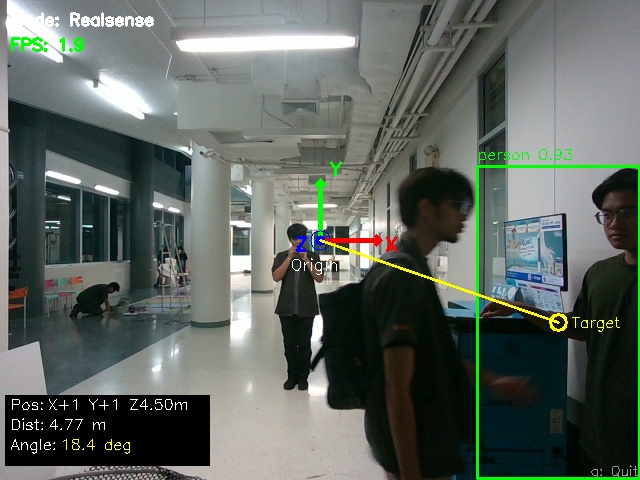 Mode: Realsense
FPS: 1.9
person 0.93
Y
Z
X
Origin
Target
Pos: X+1 Y+1 Z4.50m
Dist: 4.77 m
Angle: 18.4 deg
q: Quit